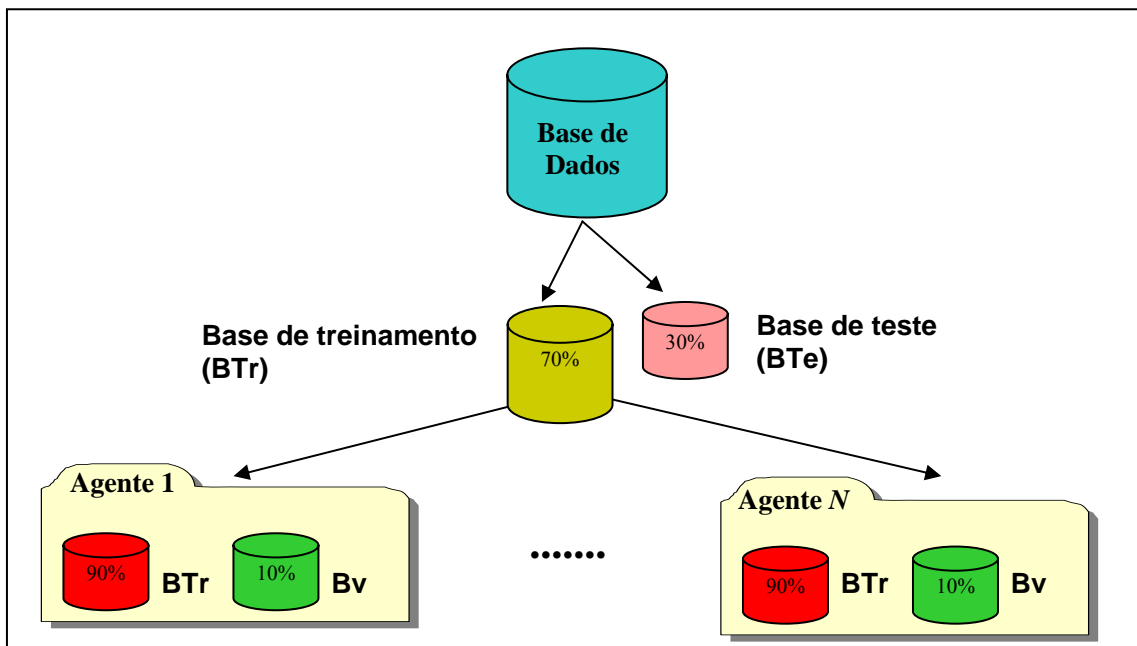 Base de
Dados
Base de treinamento
(BTr)
70%
30%
Base de teste
(BTe)
Agente 1
90%
BTr
10%
Bv
.......
Agente N
90%
BTr
10%
Bv